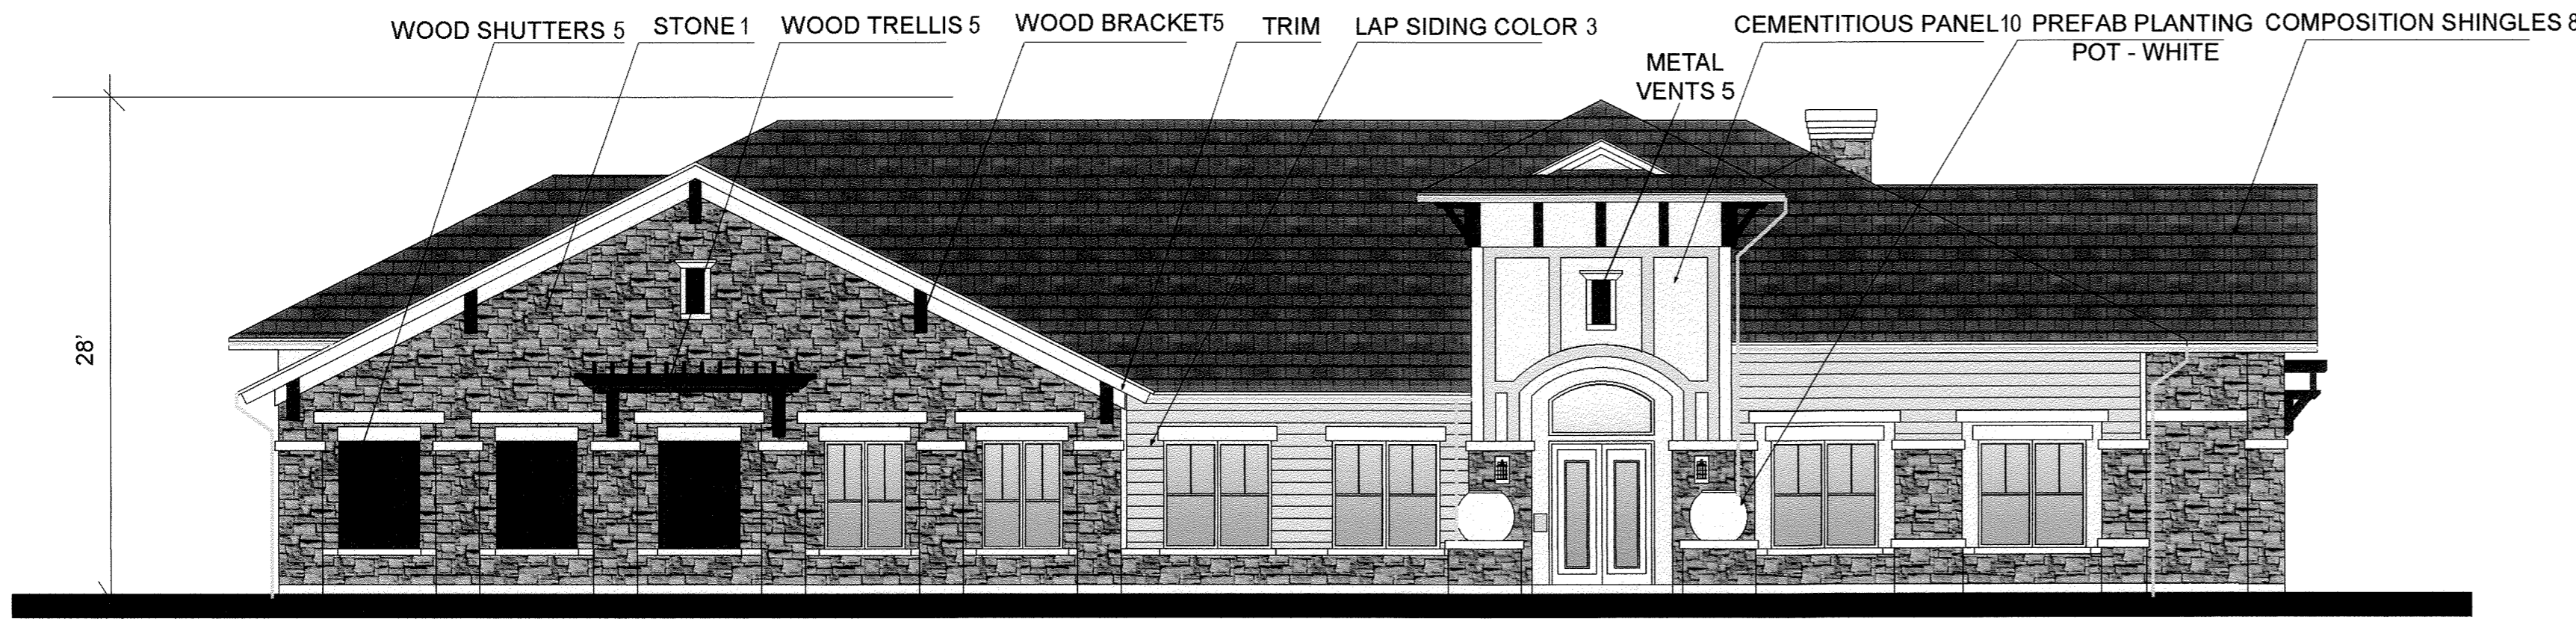 WOOD SHUTTERS 5
STONE 1
WOOD TRELLIS 5
WOOD BRACKET5
TRIM
LAP SIDING COLOR 3
METAL
VENTS 5
CEMENTITIOUS PANEL10
PREFAB PLANTING
POT - WHITE
COMPOSITION SHINGLES 8
28'